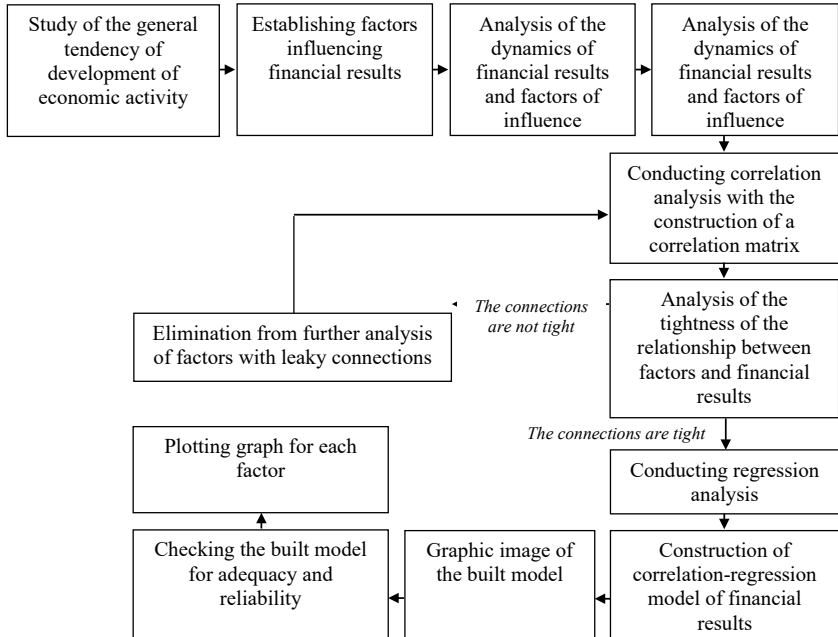 Study of the general
tendency of
development of
economic activity
Establishing factors
influencing
financial results
Analysis of the
dynamics of
financial results
and factors of
influence
Analysis of the
dynamics of
financial results
and factors of
influence
Conducting correlation
analysis with the
construction of a
correlation matrix
The connections
are not tight
Analysis of the
tightness of the
relationship between
factors and financial
results
Elimination from further analysis
of factors with leaky connections
The connections are tight
Conducting regression
analysis
Construction of
correlation-regression
model of financial
results
Graphic image of
the built model
Checking the built model
for adequacy and
reliability
Plotting graph for each
factor